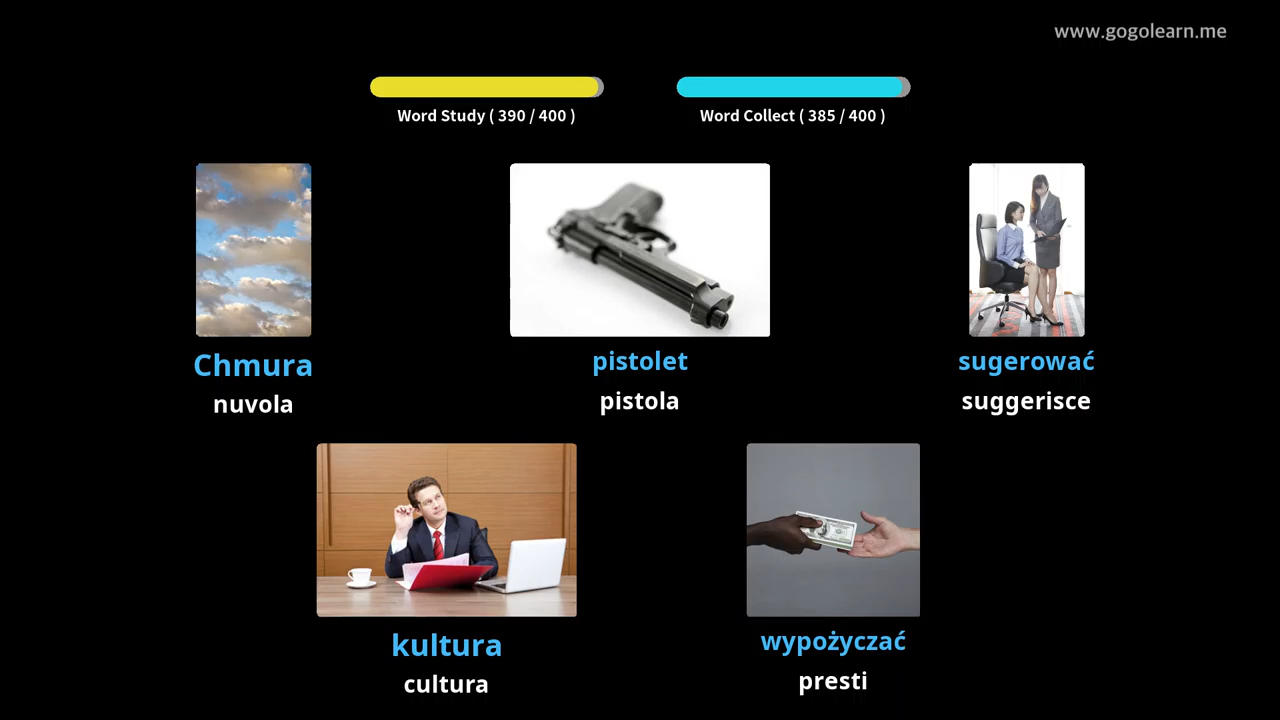 www.gogolearn.me
Word Study ( 390 / 400 )
Word Collect ( 385 / 400 )
Chmura
nuvola
pistolet
pistola
sugerować
suggerisce
kultura
cultura
wypożyczać
presti